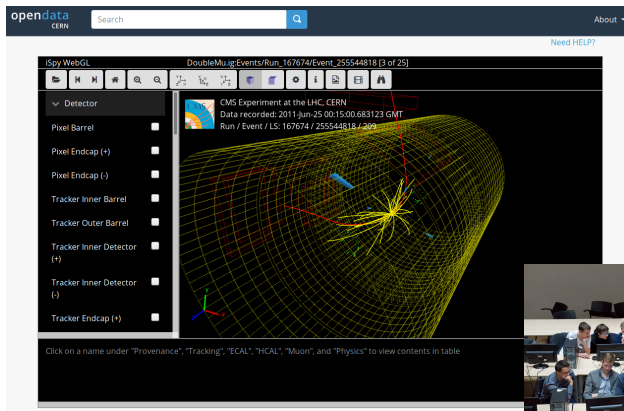 opendata
CERN
Search
About
Need HELP?
iSpy WebGL
DoubleMu.ig:Events/Run_167674/Event_255544818 [3 of 25]
Detector
Pixel Barrel
Pixel Endcap (+)
Pixel Endcap (-)
Tracker Inner Barrel
Tracker Outer Barrel
Tracker Inner Detector
(+)
Tracker Inner Detector
(-)
Tracker Endcap (+)
CMS Experiment at the LHC, CERN
Data recorded: 2011-Jun-25 00:15:00.683123 GMT
Run / Event / LS: 167674 / 255544818 / 209
Click on a name under "Provenance", "Tracking", "ECAL", "HCAL", "Muon", and "Physics" to view contents in table